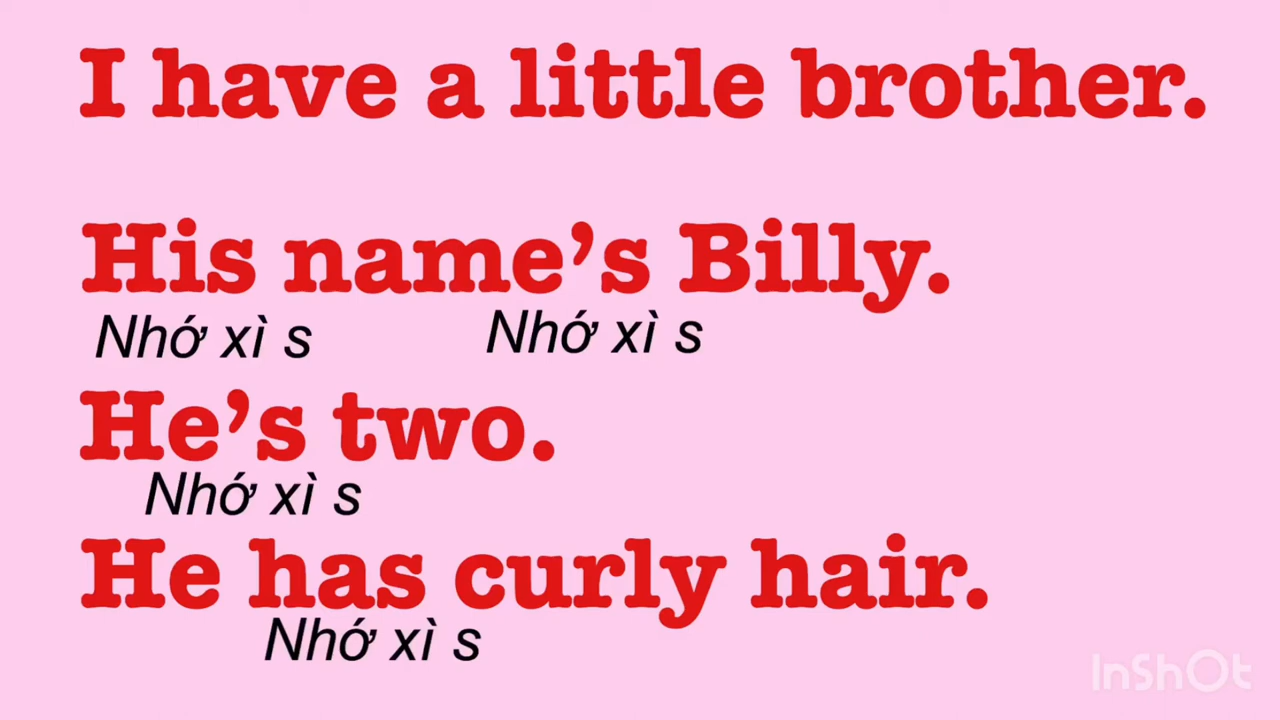 I have a little brother.
His name’s Billy.
Nhớ xì s Nhớ xì s
He’s two.
Nhớ xì s
He has curly hair.
Nhớ xì s
InShOt